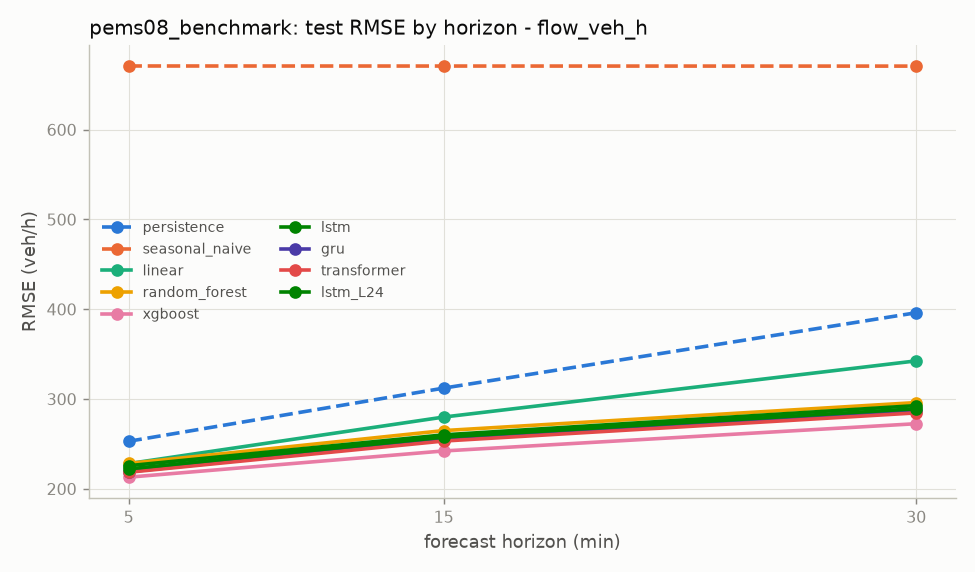 pems08_benchmark: test RMSE by horizon - flow_veh_h
RMSE (veh/h)
600
500
400
300
200
persistence
seasonal_naive
linear
random_forest
xgboost
lstm
gru
transformer
lstm_L24
5
15
30
forecast horizon (min)